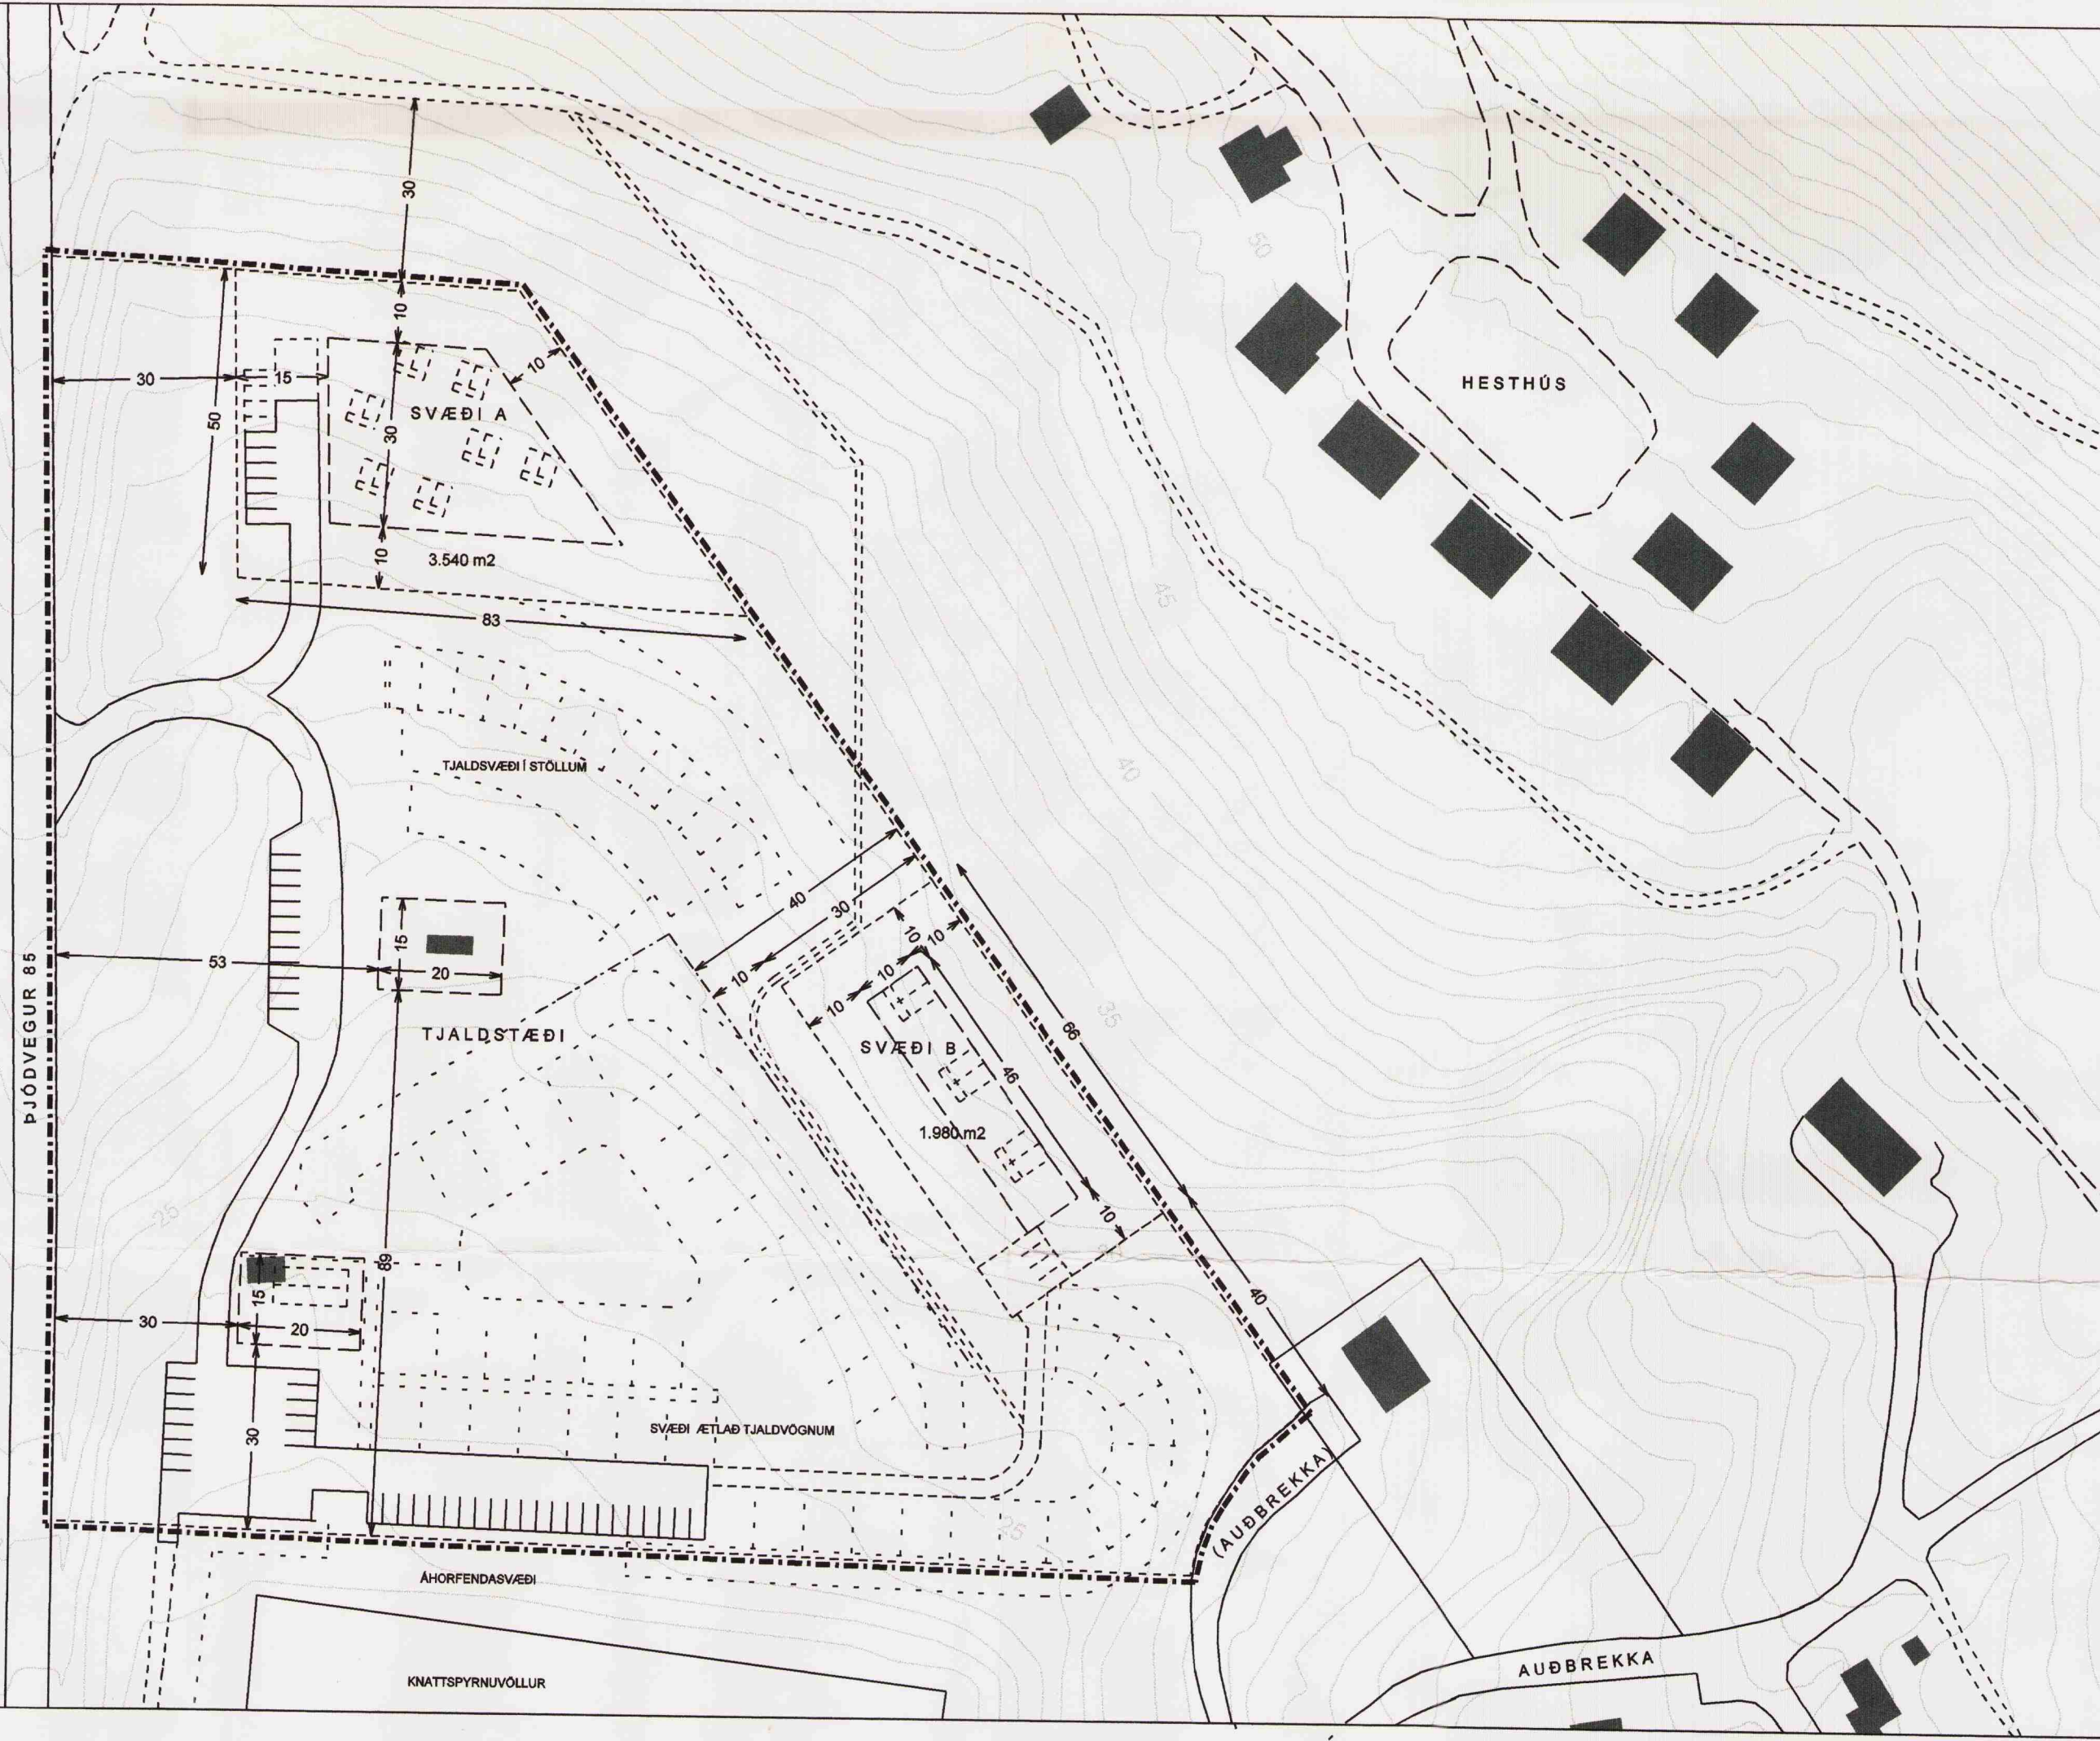 30
50
10
30
15
10
50
HESTHÚS
SVÆÐI A
30
10
3.540 m2
45
83
TJALDSVÆÐI Í STÖLLUM
40
40
30
10
10
15
53
20
10
10
10
ÞJÓÐVEGUR 85
TJALDSTÆÐI
35
66
SVÆÐI B
46
1.980 m2
25
10
89
15
30
20
40
30
SVÆÐI ÆTLAÐ TJALDVÖGNUM
(AUÐBREKKA)
25
ÁHORFENDASVÆÐI
AUÐBREKKA
KNATTSPYRNUVÖLLUR